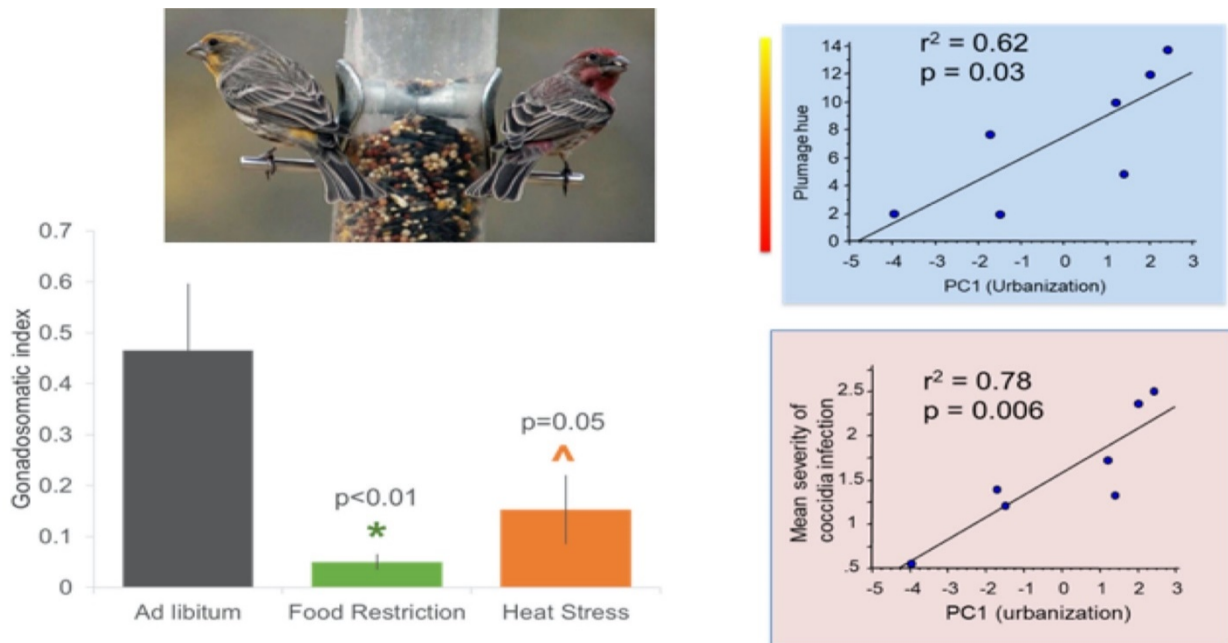 0.7
0.6
0.5
0.4
0.3
0.2
0.1
0
Gonadosomatic index
p<0.01
*
p=0.05
^
Ad libitum
Food Restriction
Heat Stress
r² = 0.62
p = 0.03
14
12
10
8
6
4
2
0
Plumage hue
-5 -4 -3 -2 -1 0 1 2 3
PC1 (Urbanization)
r² = 0.78
p = 0.006
2.5
2
1.5
1
.5
Mean severity of
coccidia infection
-5 -4 -3 -2 -1 0 1 2 3
PC1 (urbanization)